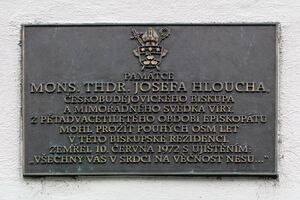 PAMÁTCE
MONS. THDR. JOSEFA HLOUCHA,
ČESKOBUDĚJOVICKÉHO BISKUPA
A MIMOŘÁDNÉHO SVĚDKA VÍRY.
Z PĚTADVACETILETÉHO OBDOBÍ EPISKOPÁTU
MOHL PROŽÍT POUHÝCH OSM LET
V TÉTO BISKUPSKÉ REZIDENCI.
ZEMŘEL 10. ČERVNA 1972 S UJIŠTĚNÍM:
„VŠECHNY VÁS V SRDCI NA VĚČNOST NESU..."